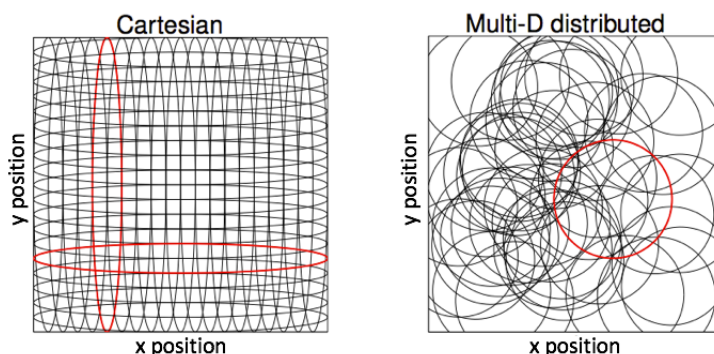 Cartesian
y position
x position
Multi-D distributed
y position
x position